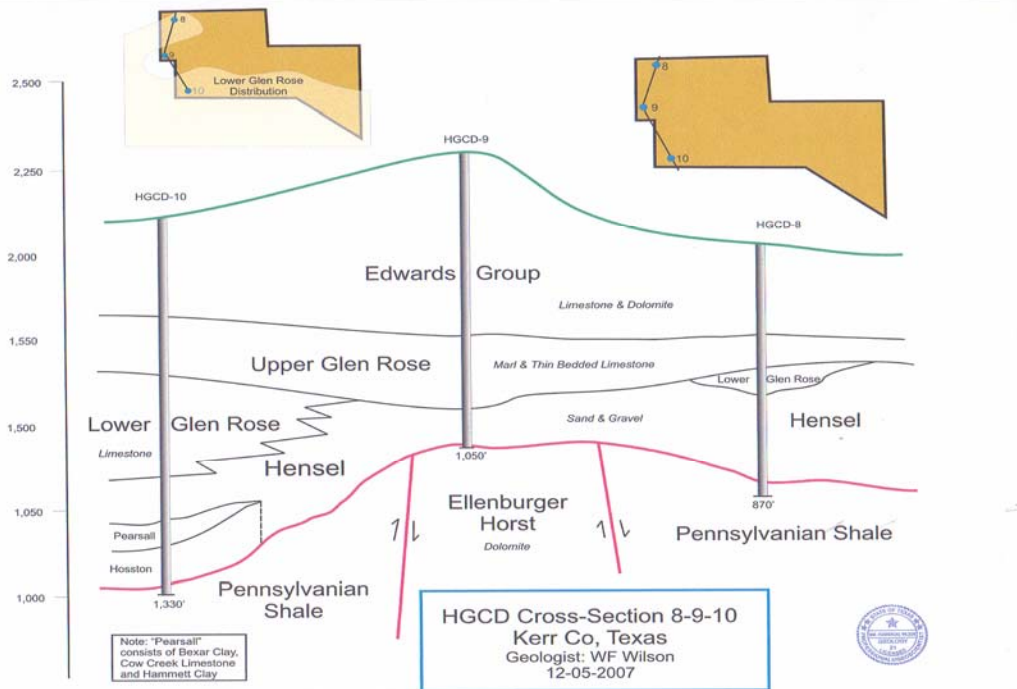 8
9
10
Lower Glen Rose
Distribution
8
9
10
2,500
2,250
2,000
1,550
1,500
1,050
1,000
HGCD-10
HGCD-9
HGCD-8
Edwards Group
Limestone & Dolomite
Upper Glen Rose
Marl & Thin Bedded Limestone
Lower Glen Rose
Lower Glen Rose
Limestone
Sand & Gravel
Hensel
Hensel
1,050'
870'
1,330'
Pearsall
Hosston
Ellenburger
Horst
Dolomite
Pennsylvanian
Shale
Pennsylvanian Shale
HGCD Cross-Section 8-9-10
Kerr Co, Texas
Geologist: WF Wilson
12-05-2007
Note: "Pearsall"
consists of Bexar Clay,
Cow Creek Limestone
and Hammett Clay
STATE OF TEXAS
GEOLOGY